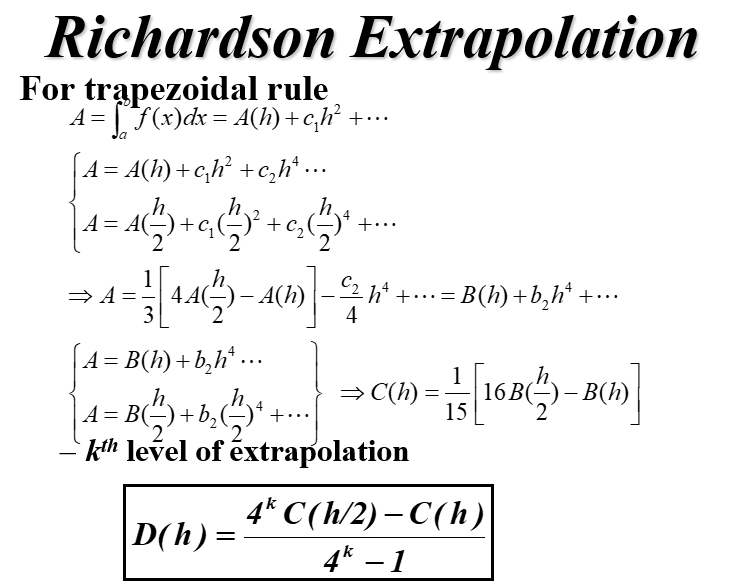 Richardson Extrapolation
For trapezoidal rule
A = ∫_a^b f(x)dx = A(h) + c₁h² + ⋯
{ A = A(h) + c₁h² + c₂h⁴ ⋯
A = A(h/2) + c₁(h/2)² + c₂(h/2)⁴ + ⋯
⇒ A = 1/3 [4A(h/2) − A(h)] − c₂/4 h⁴ + ⋯ = B(h) + b₂h⁴ + ⋯
{ A = B(h) + b₂h⁴ ⋯
A = B(h/2) + b₂(h/2)⁴ + ⋯ } ⇒ C(h) = 1/15 [16B(h/2) − B(h)]
– kᵗʰ level of extrapolation
D(h) = (4ᵏ C(h/2) − C(h)) / (4ᵏ − 1)